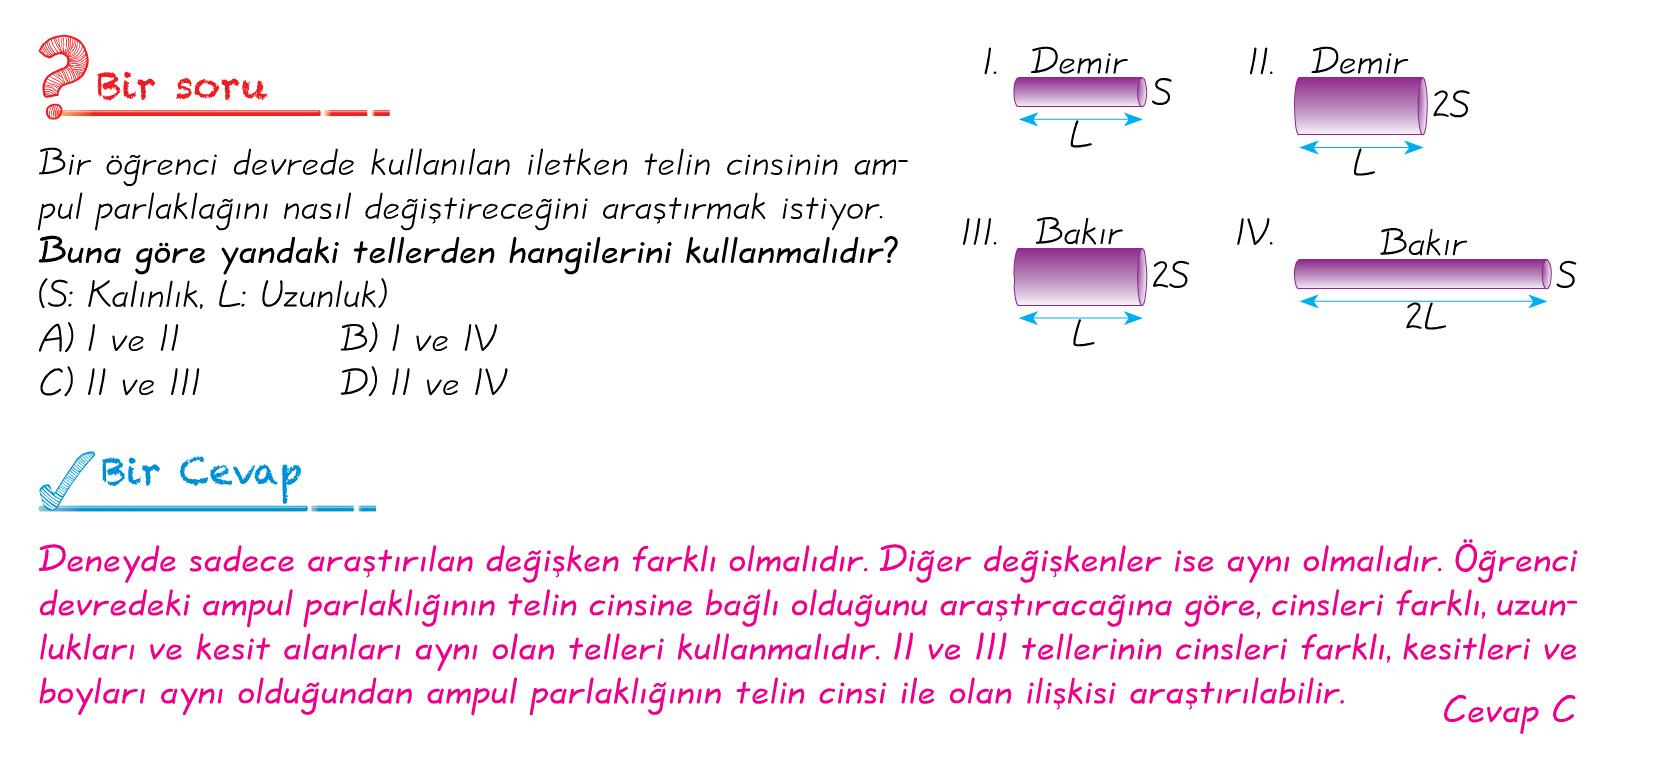 Bir soru
Bir öğrenci devrede kullanılan iletken telin cinsinin am-
pul parlaklağını nasıl değiştireceğini araştırmak istiyor.
Buna göre yandaki tellerden hangilerini kullanmalıdır?
(S: Kalınlık, L: Uzunluk)
A) I ve II
B) I ve IV
C) II ve III
D) II ve IV
I. Demir
S
L
II. Demir
2S
L
III. Bakır
2S
L
IV. Bakır
S
2L
Bir Cevap
Deneyde sadece araştırılan değişken farklı olmalıdır. Diğer değişkenler ise aynı olmalıdır. Öğrenci
devredeki ampul parlaklığının telin cinsine bağlı olduğunu araştıracağına göre, cinsleri farklı, uzun-
lukları ve kesit alanları aynı olan telleri kullanmalıdır. II ve III tellerinin cinsleri farklı, kesitleri ve
boyları aynı olduğundan ampul parlaklığının telin cinsi ile olan ilişkisi araştırılabilir.
Cevap C